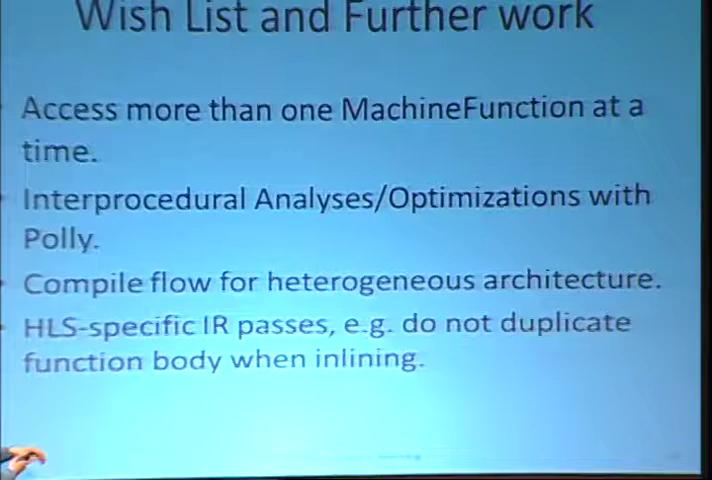 Wish List and Further work
Access more than one MachineFunction at a
time.
Interprocedural Analyses/Optimizations with
Polly.
Compile flow for heterogeneous architecture.
HLS-specific IR passes, e.g. do not duplicate
function body when inlining.